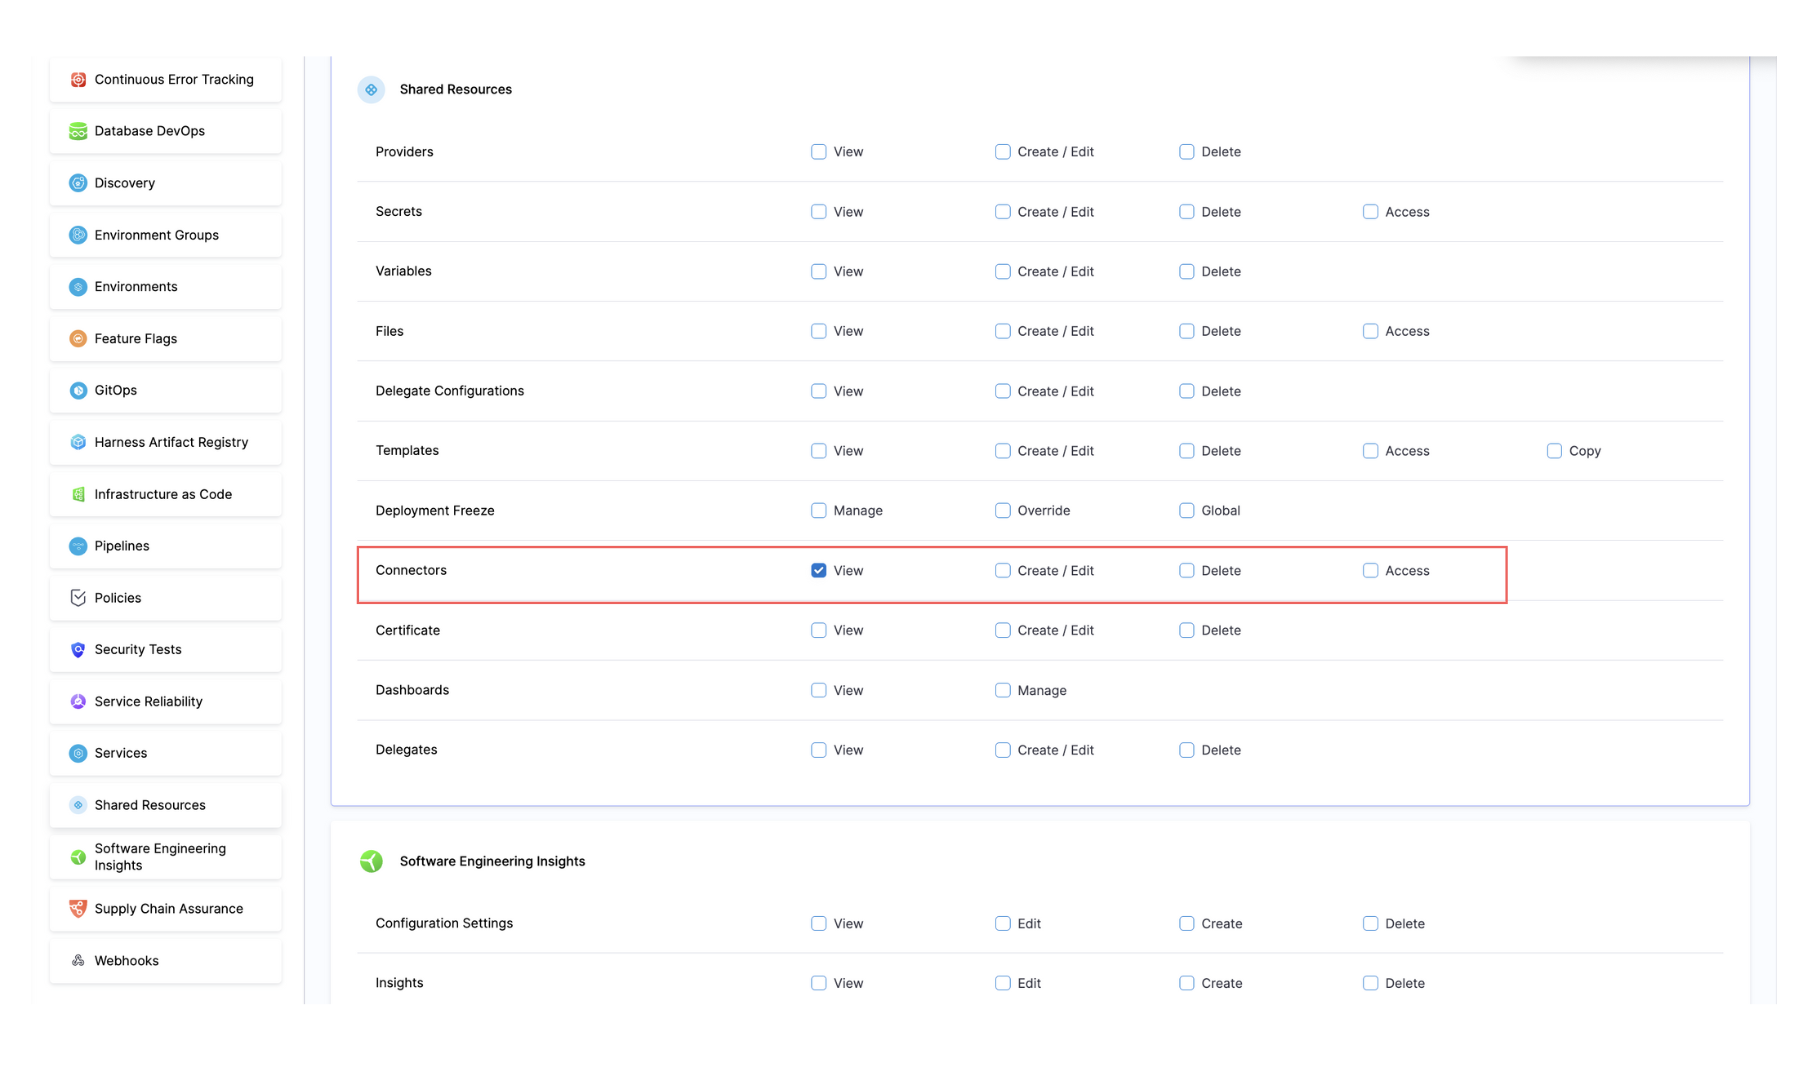 Continuous Error Tracking
Database DevOps
Discovery
Environment Groups
Environments
Feature Flags
GitOps
Harness Artifact Registry
Infrastructure as Code
Pipelines
Policies
Security Tests
Service Reliability
Services
Shared Resources
Software Engineering
Insights
Supply Chain Assurance
Webhooks
Shared Resources
Providers View Create / Edit Delete
Secrets View Create / Edit Delete Access
Variables View Create / Edit Delete
Files View Create / Edit Delete Access
Delegate Configurations View Create / Edit Delete
Templates View Create / Edit Delete Access Copy
Deployment Freeze Manage Override Global
Connectors View Create / Edit Delete Access
Certificate View Create / Edit Delete
Dashboards View Manage
Delegates View Create / Edit Delete
Software Engineering Insights
Configuration Settings View Edit Create Delete
Insights View Edit Create Delete